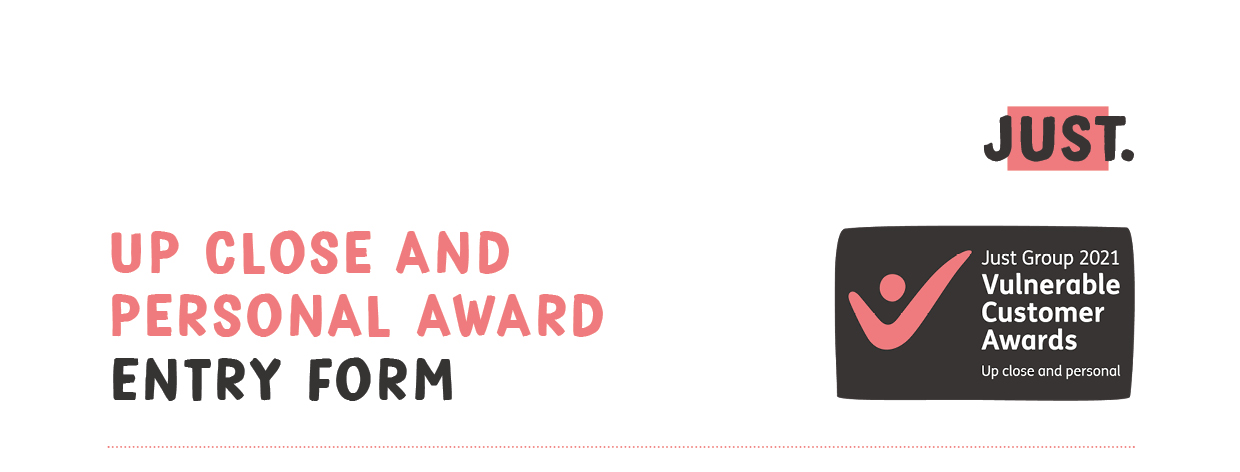 JUST.
UP CLOSE AND
PERSONAL AWARD
ENTRY FORM
Just Group 2021
Vulnerable
Customer
Awards
Up close and personal